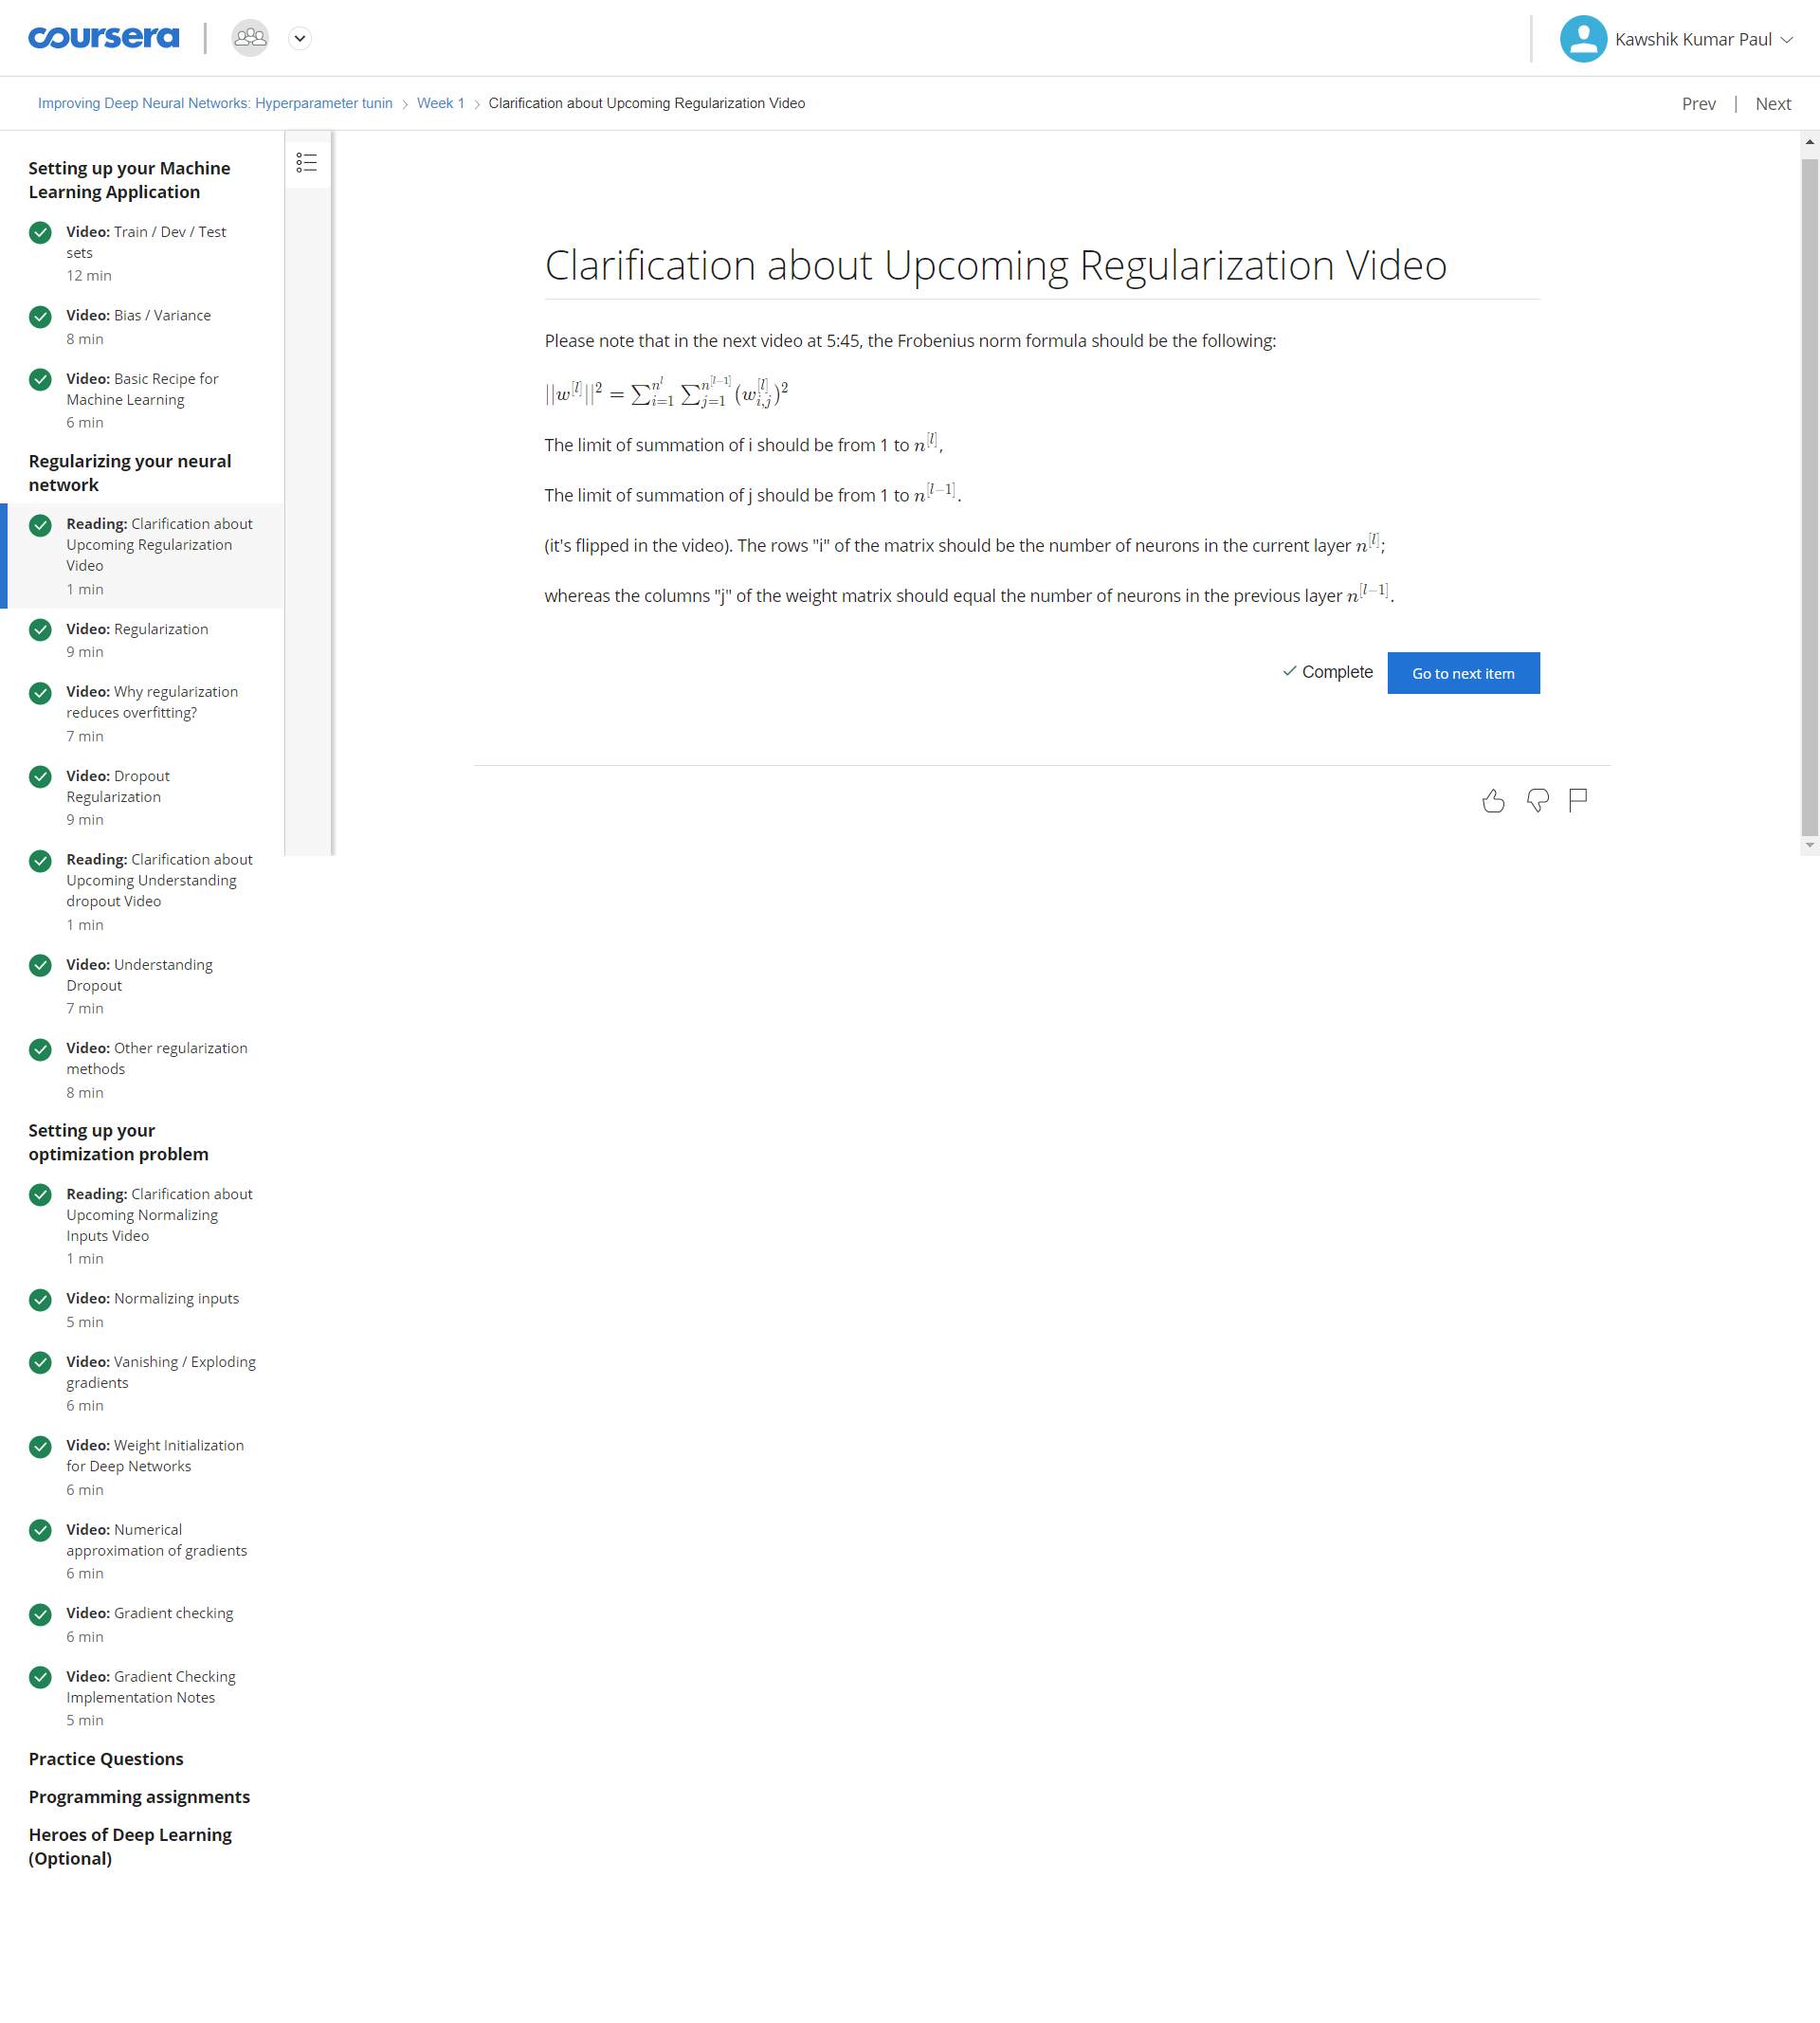 coursera
Kawshik Kumar Paul
Improving Deep Neural Networks: Hyperparameter tunin > Week 1 > Clarification about Upcoming Regularization Video
Prev | Next
Setting up your Machine
Learning Application
Video: Train / Dev / Test
sets
12 min
Video: Bias / Variance
8 min
Video: Basic Recipe for
Machine Learning
6 min
Regularizing your neural
network
Reading: Clarification about
Upcoming Regularization
Video
1 min
Video: Regularization
9 min
Video: Why regularization
reduces overfitting?
7 min
Video: Dropout
Regularization
9 min
Reading: Clarification about
Upcoming Understanding
dropout Video
1 min
Video: Understanding
Dropout
7 min
Video: Other regularization
methods
8 min
Setting up your
optimization problem
Reading: Clarification about
Upcoming Normalizing
Inputs Video
1 min
Video: Normalizing inputs
5 min
Video: Vanishing / Exploding
gradients
6 min
Video: Weight Initialization
for Deep Networks
6 min
Video: Numerical
approximation of gradients
6 min
Video: Gradient checking
6 min
Video: Gradient Checking
Implementation Notes
5 min
Practice Questions
Programming assignments
Heroes of Deep Learning
(Optional)
Clarification about Upcoming Regularization Video
Please note that in the next video at 5:45, the Frobenius norm formula should be the following:
||w^{[l]}||^2 = \sum_{i=1}^{n^l} \sum_{j=1}^{n^{[l-1]}} (w_{i,j}^{[l]})^2
The limit of summation of i should be from 1 to n^{[l]},
The limit of summation of j should be from 1 to n^{[l-1]}.
(it's flipped in the video). The rows "i" of the matrix should be the number of neurons in the current layer n^{[l]};
whereas the columns "j" of the weight matrix should equal the number of neurons in the previous layer n^{[l-1]}.
Complete
Go to next item